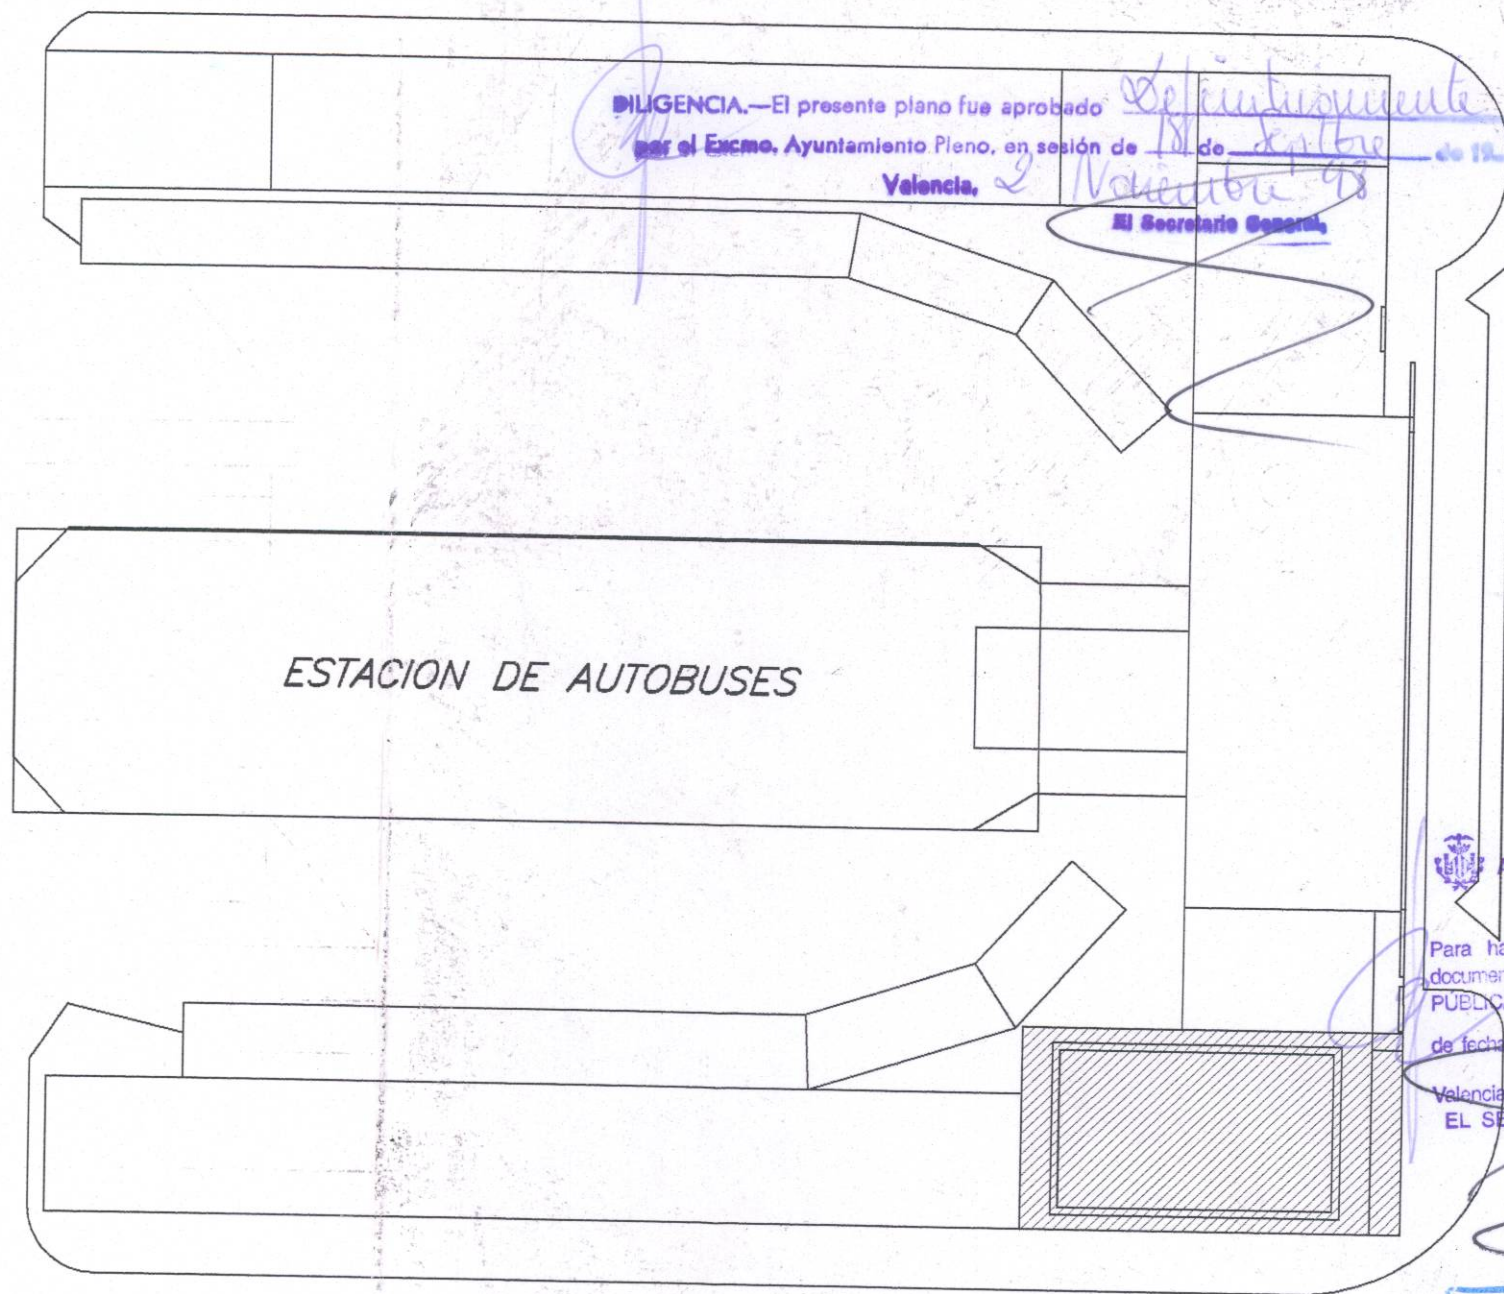 DILIGENCIA.—El presente plano fue aprobado Definitivamente
por el Excmo. Ayuntamiento Pleno, en sesión de 18 de Septbre de 19
Valencia, 2 Noviembre 98
El Secretario General,
ESTACION DE AUTOBUSES
Para ha
documen
PÚBLIC
de fecha
Valencia
EL SE